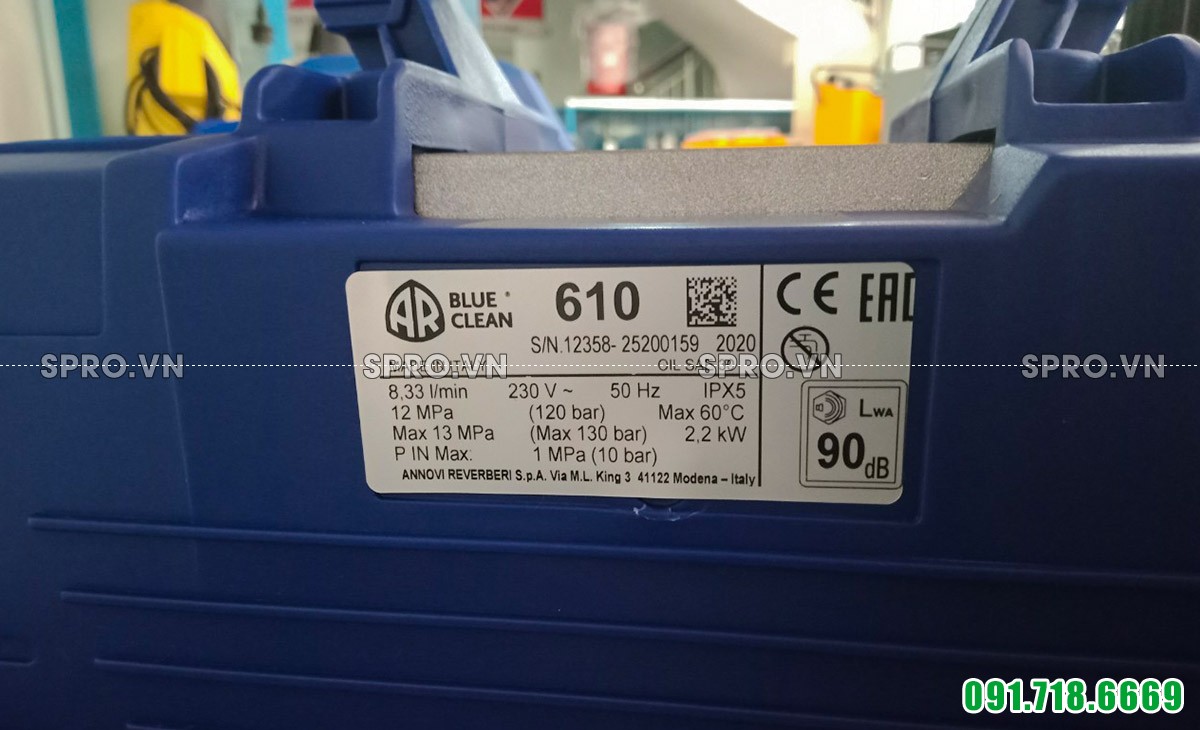 AR BLUE CLEAN ® 610
CE EAC
S/N.12358- 25200159 2020
SPRO.VN SPRO.VN SPRO.VN SPRO.VN
8,33 l/min 230 V ~ 50 Hz IPX5
12 MPa (120 bar) Max 60°C
Max 13 MPa (Max 130 bar) 2,2 kW
P IN Max: 1 MPa (10 bar)
ANNOVI REVERBERI S.p.A. Via M.L. King 3 41122 Modena – Italy
LWA
90 dB
091.718.6669